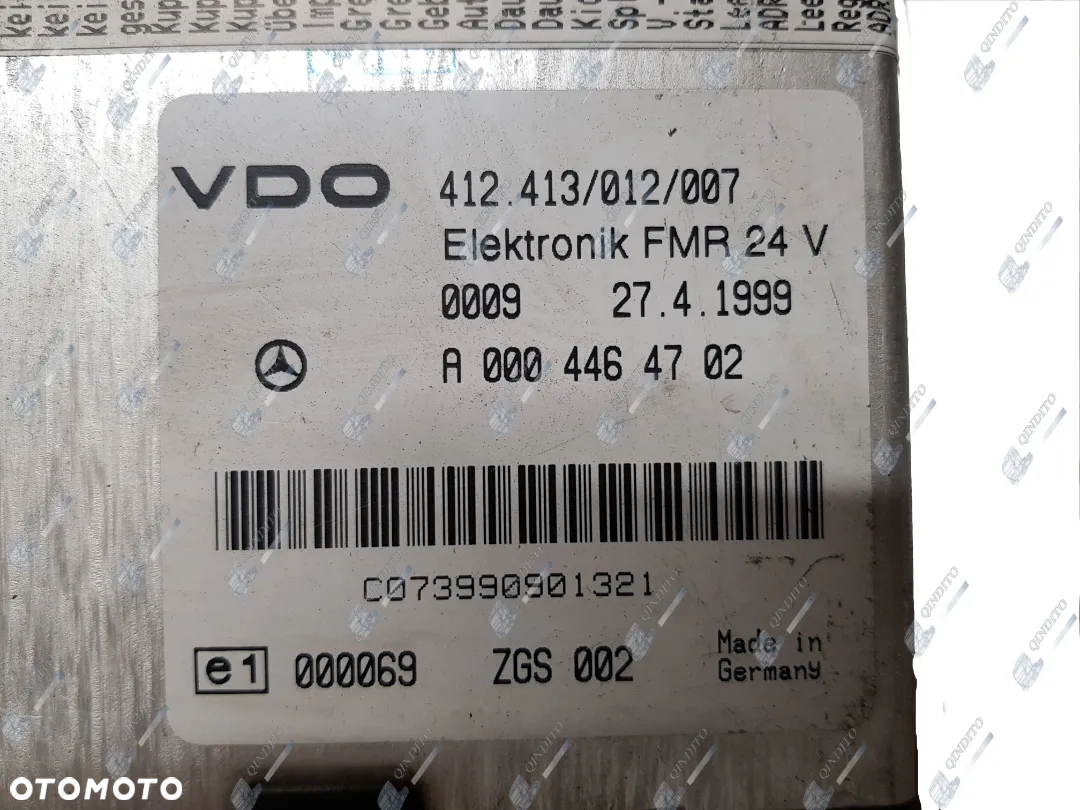 VDO
412.413/012/007
Elektronik FMR 24 V
0009 27.4.1999
A 000 446 47 02
C073990901321
e1 000069 ZGS 002
Made in
Germany
OTOMOTO
QINDITO